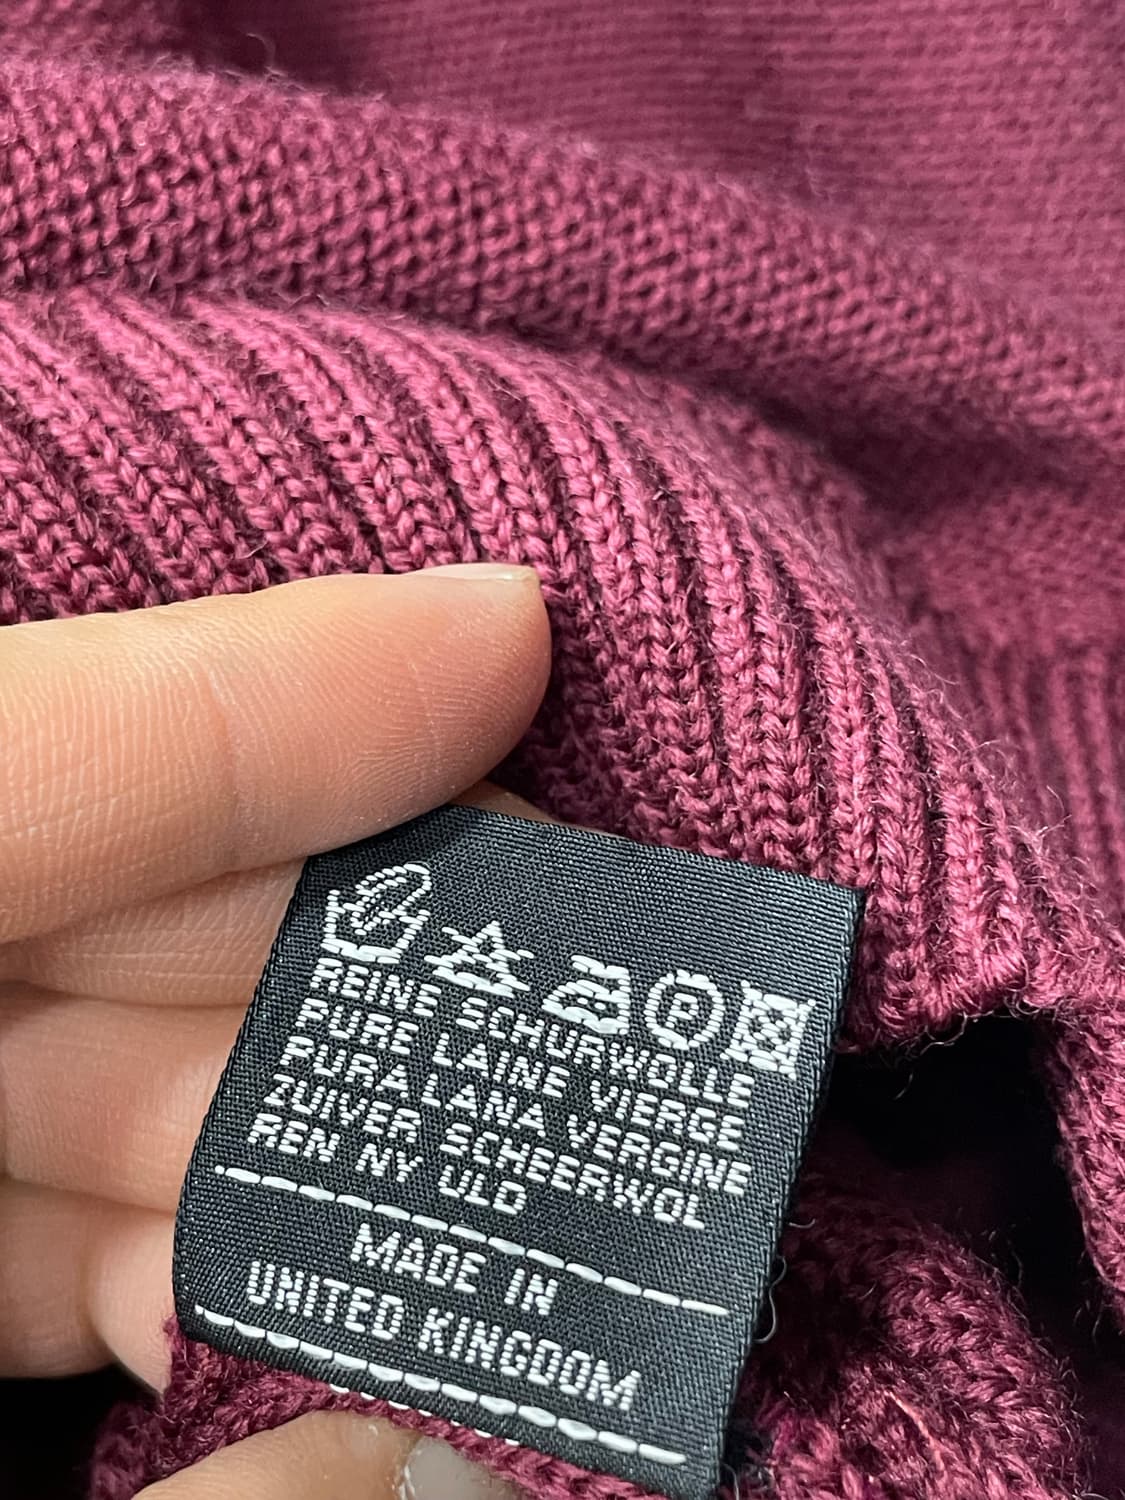 P
REINE SCHURWOLLE
PURE LAINE VIERGE
PURA LANA VERGINE
ZUIVER SCHEERWOL
REN NY ULD
MADE IN
UNITED KINGDOM